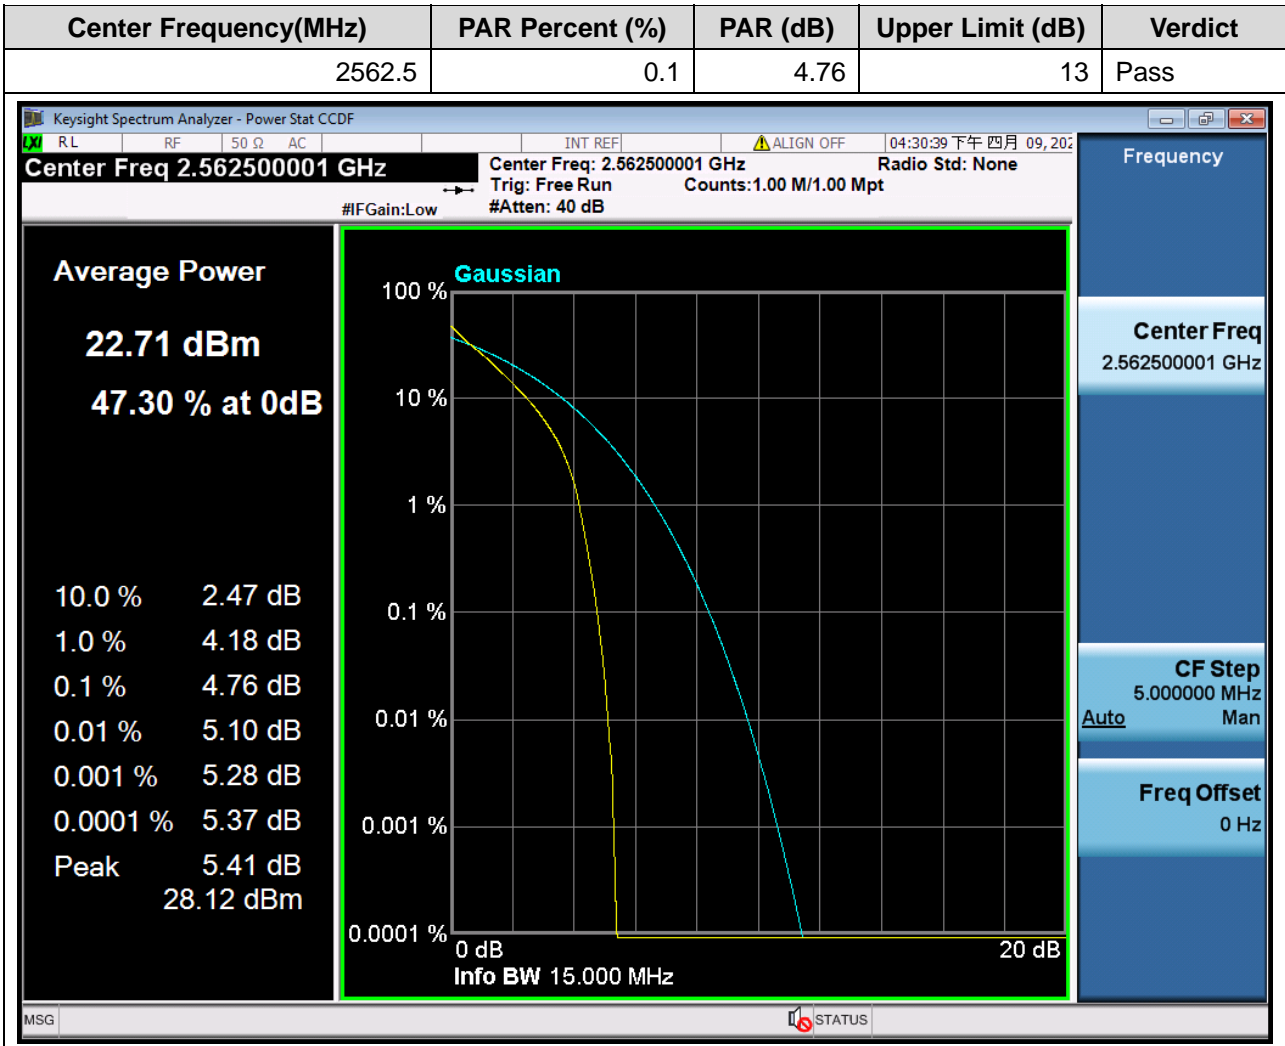 Center Frequency(MHz) PAR Percent (%) PAR (dB) Upper Limit (dB) Verdict
2562.5 0.1 4.76 13 Pass
Keysight Spectrum Analyzer - Power Stat CCDF
LXI RL RF 50 Ω AC INT REF ALIGN OFF 04:30:39 下午 四月 09, 202
Center Freq 2.562500001 GHz
#IFGain:Low
Center Freq: 2.562500001 GHz Radio Std: None
Trig: Free Run Counts:1.00 M/1.00 Mpt
#Atten: 40 dB
Average Power
22.71 dBm
47.30 % at 0dB
10.0 % 2.47 dB
1.0 % 4.18 dB
0.1 % 4.76 dB
0.01 % 5.10 dB
0.001 % 5.28 dB
0.0001 % 5.37 dB
Peak 5.41 dB
28.12 dBm
Gaussian
100 %
10 %
1 %
0.1 %
0.01 %
0.001 %
0.0001 %
0 dB 20 dB
Info BW 15.000 MHz
Frequency
Center Freq
2.562500001 GHz
CF Step
5.000000 MHz
Auto Man
Freq Offset
0 Hz
MSG STATUS